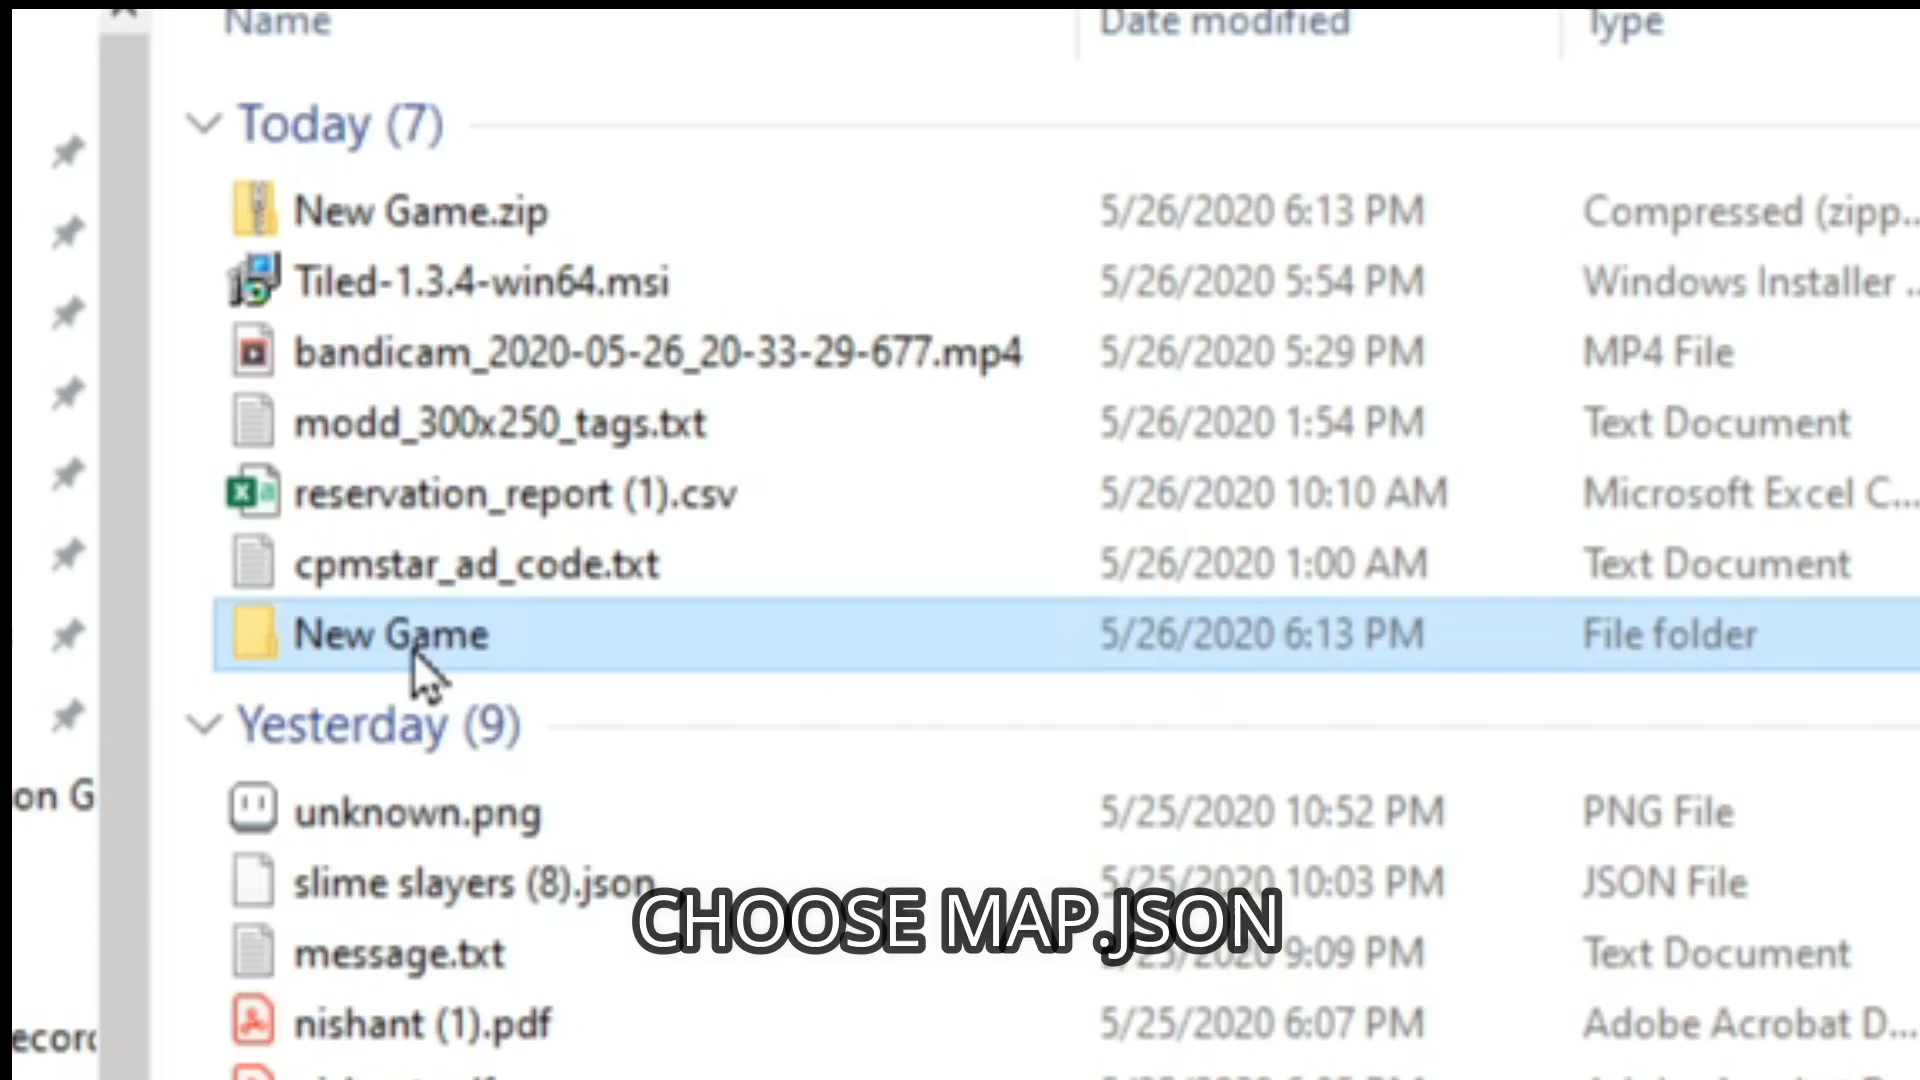 Name Date modified Type
Today (7)
New Game.zip 5/26/2020 6:13 PM Compressed (zipp...
Tiled-1.3.4-win64.msi 5/26/2020 5:54 PM Windows Installer ...
bandicam_2020-05-26_20-33-29-677.mp4 5/26/2020 5:29 PM MP4 File
modd_300x250_tags.txt 5/26/2020 1:54 PM Text Document
reservation_report (1).csv 5/26/2020 10:10 AM Microsoft Excel C...
cpmstar_ad_code.txt 5/26/2020 1:00 AM Text Document
New Game 5/26/2020 6:13 PM File folder
Yesterday (9)
on G
unknown.png 5/25/2020 10:52 PM PNG File
slime slayers (8).json 5/25/2020 10:03 PM JSON File
CHOOSE MAP.JSON
message.txt 9:09 PM Text Document
nishant (1).pdf 5/25/2020 6:07 PM Adobe Acrobat D...